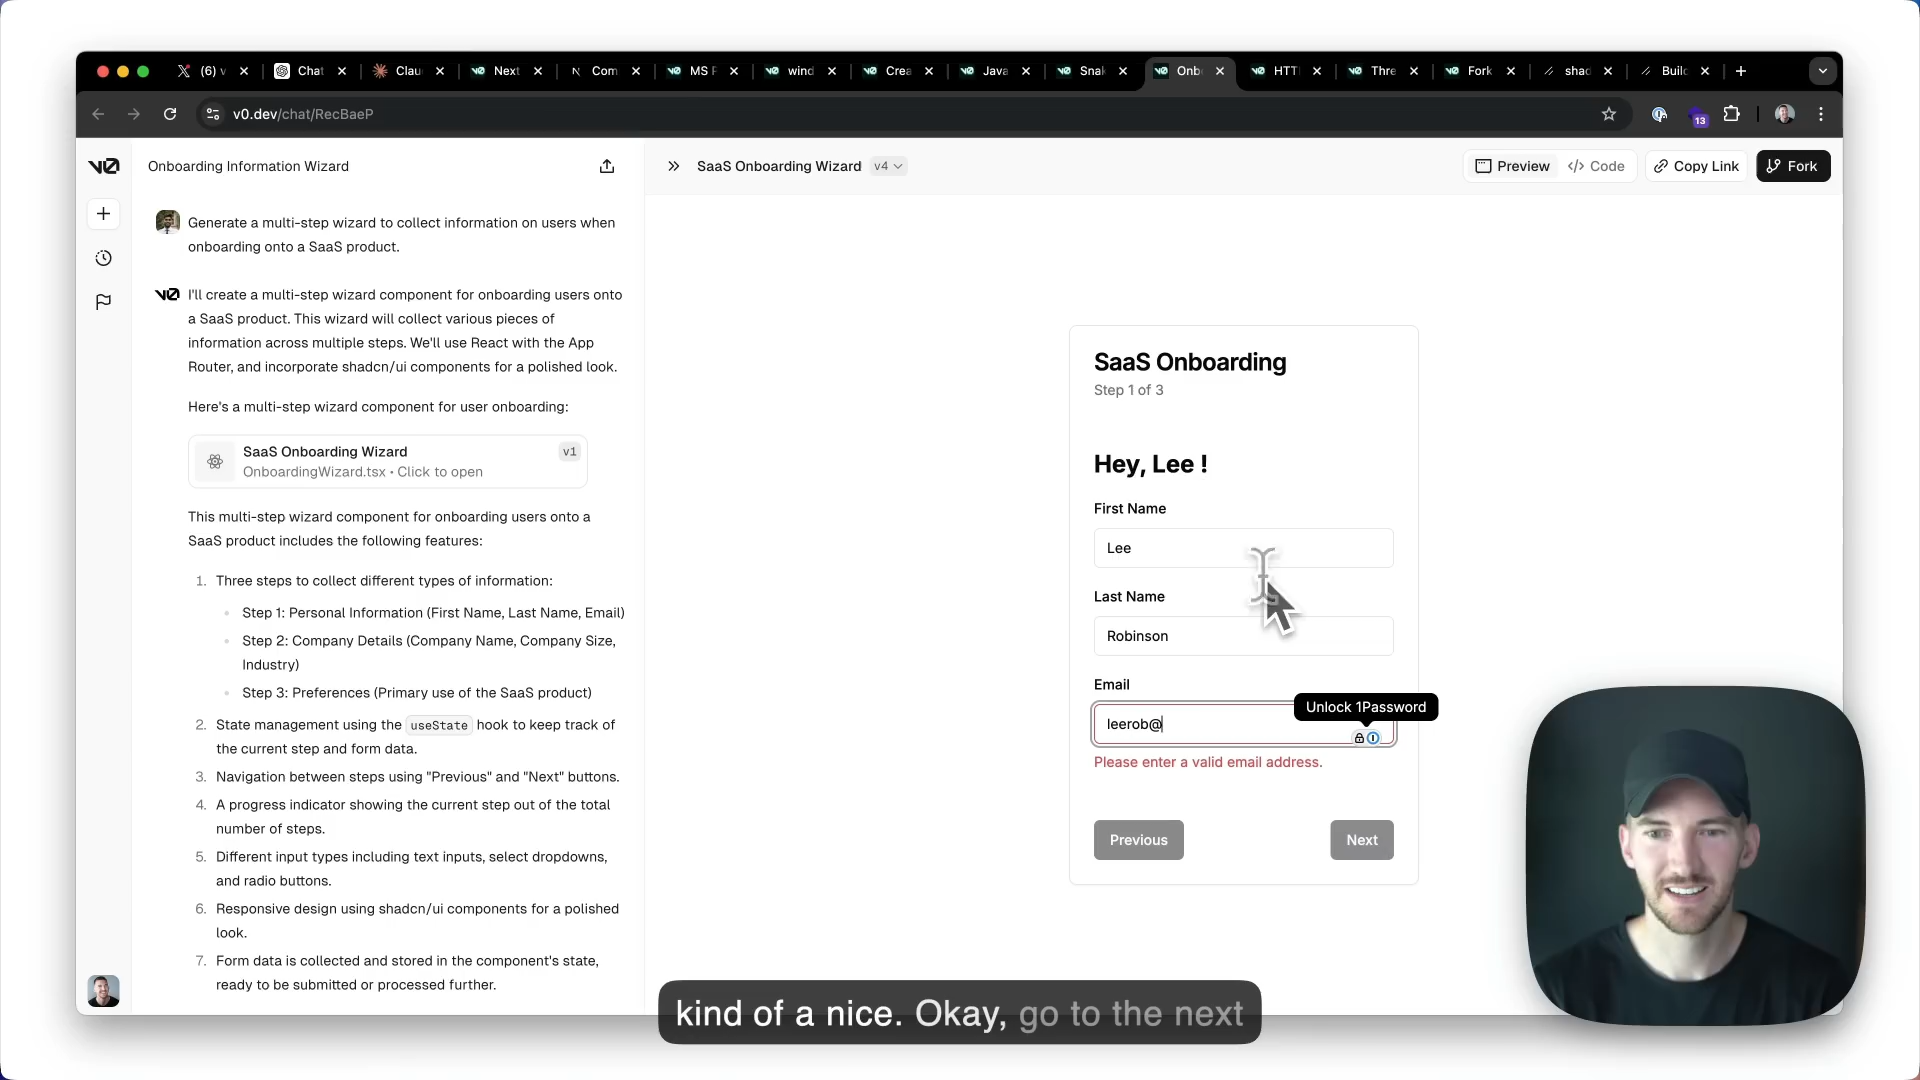 (6) v
Chat
Clau
Next
Com
MS F
wind
Crea
Java
Snak
Onb
HTTI
Thre
Fork
shad
Build
v0.dev/chat/RecBaeP
13
v0
Onboarding Information Wizard
SaaS Onboarding Wizard
v4
Preview
Code
Copy Link
Fork
Generate a multi-step wizard to collect information on users when
onboarding onto a SaaS product.
I'll create a multi-step wizard component for onboarding users onto
a SaaS product. This wizard will collect various pieces of
information across multiple steps. We'll use React with the App
Router, and incorporate shadcn/ui components for a polished look.
Here's a multi-step wizard component for user onboarding:
SaaS Onboarding Wizard
v1
OnboardingWizard.tsx • Click to open
This multi-step wizard component for onboarding users onto a
SaaS product includes the following features:
1. Three steps to collect different types of information:
• Step 1: Personal Information (First Name, Last Name, Email)
• Step 2: Company Details (Company Name, Company Size,
Industry)
• Step 3: Preferences (Primary use of the SaaS product)
2. State management using the useState hook to keep track of
the current step and form data.
3. Navigation between steps using "Previous" and "Next" buttons.
4. A progress indicator showing the current step out of the total
number of steps.
5. Different input types including text inputs, select dropdowns,
and radio buttons.
6. Responsive design using shadcn/ui components for a polished
look.
7. Form data is collected and stored in the component's state,
ready to be submitted or processed further.
SaaS Onboarding
Step 1 of 3
Hey, Lee !
First Name
Lee
Last Name
Robinson
Email
Unlock 1Password
leerob@
Please enter a valid email address.
Previous
Next
kind of a nice. Okay, go to the next